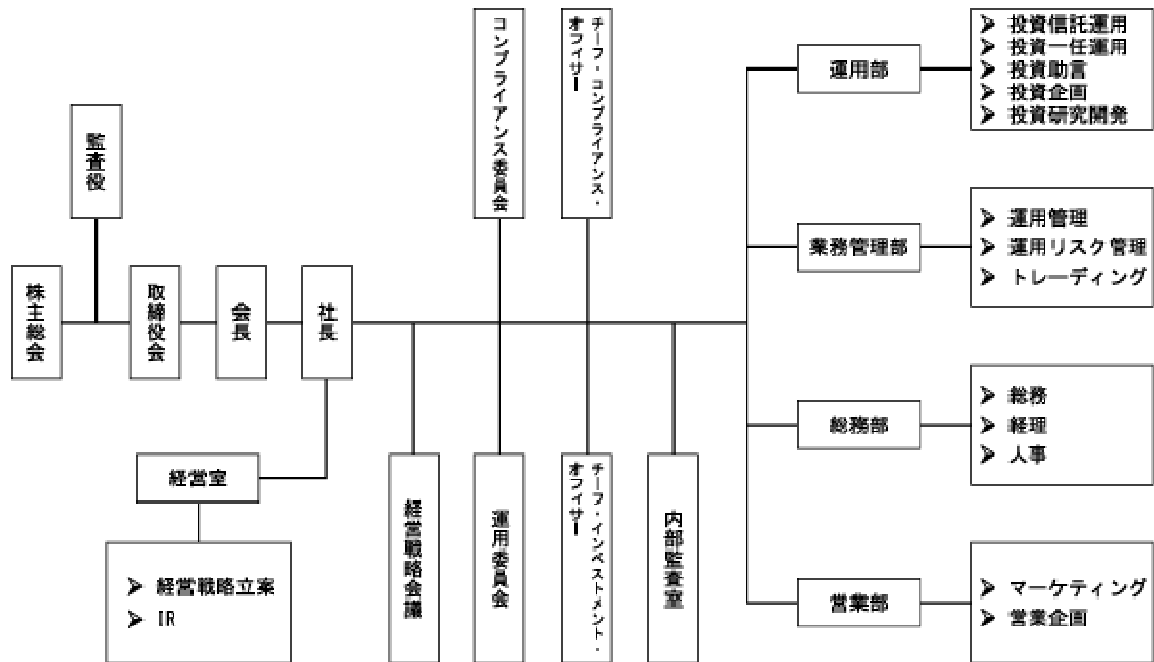 監査役
株主総会
取締役会
会長
社長
経営室
経営戦略立案
IR
コンプライアンス委員会
チーフ・コンプライアンス・
オフィサー
経営戦略会議
運用委員会
チーフ・インベストメント・
オフィサー
内部監査室
運用部
投資信託運用
投資一任運用
投資助言
投資企画
投資研究開発
業務管理部
運用管理
運用リスク管理
トレーディング
総務部
総務
経理
人事
営業部
マーケティング
営業企画